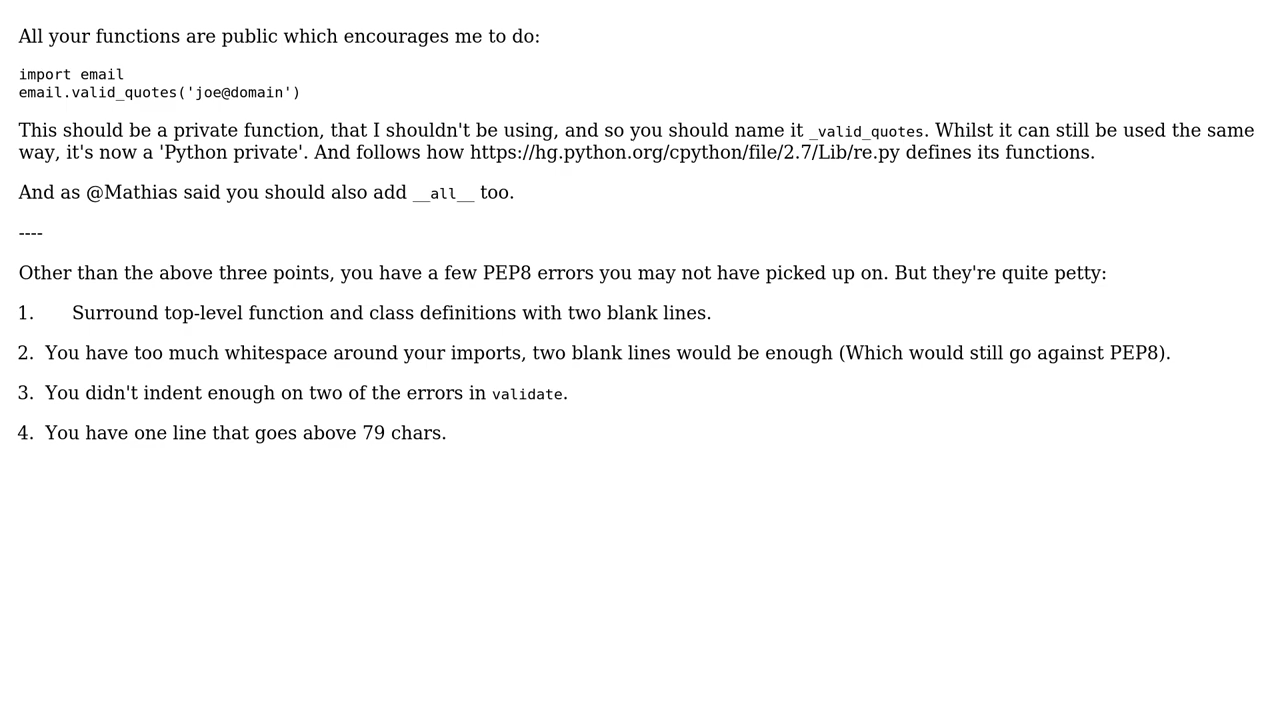 All your functions are public which encourages me to do:
import email
email.valid_quotes('joe@domain')
This should be a private function, that I shouldn't be using, and so you should name it _valid_quotes. Whilst it can still be used the same
way, it's now a 'Python private'. And follows how https://hg.python.org/cpython/file/2.7/Lib/re.py defines its functions.
And as @Mathias said you should also add __all__ too.
----
Other than the above three points, you have a few PEP8 errors you may not have picked up on. But they're quite petty:
1. Surround top-level function and class definitions with two blank lines.
2. You have too much whitespace around your imports, two blank lines would be enough (Which would still go against PEP8).
3. You didn't indent enough on two of the errors in validate.
4. You have one line that goes above 79 chars.